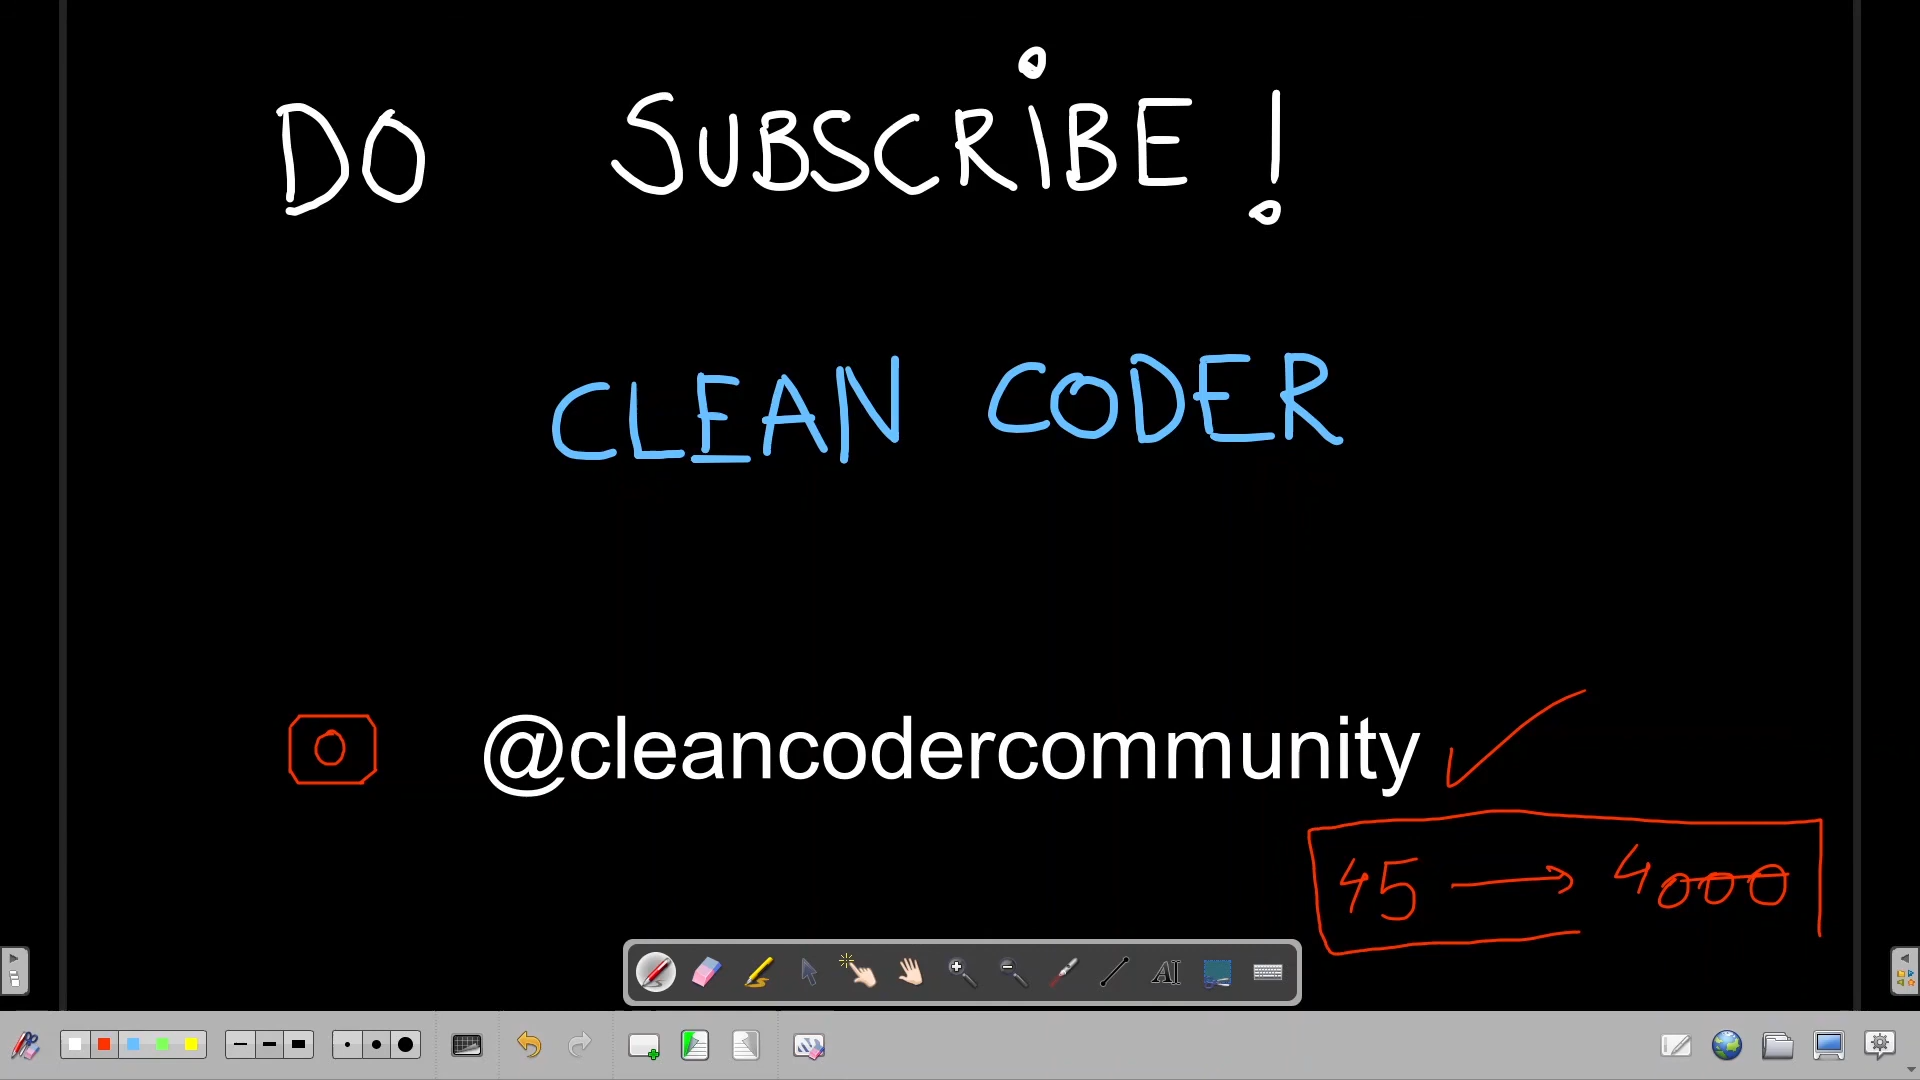 DO SUBSCRIBE !
CLEAN CODER
@cleancodercommunity
45 → 4000